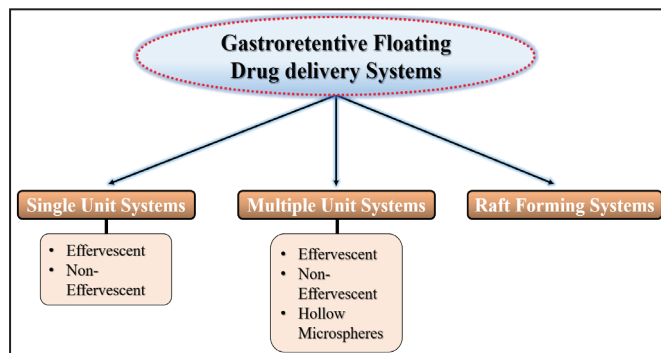 Gastroretentive Floating
Drug delivery Systems
Single Unit Systems
• Effervescent
• Non-
Effervescent
Multiple Unit Systems
• Effervescent
• Non-
Effervescent
• Hollow
Microspheres
Raft Forming Systems